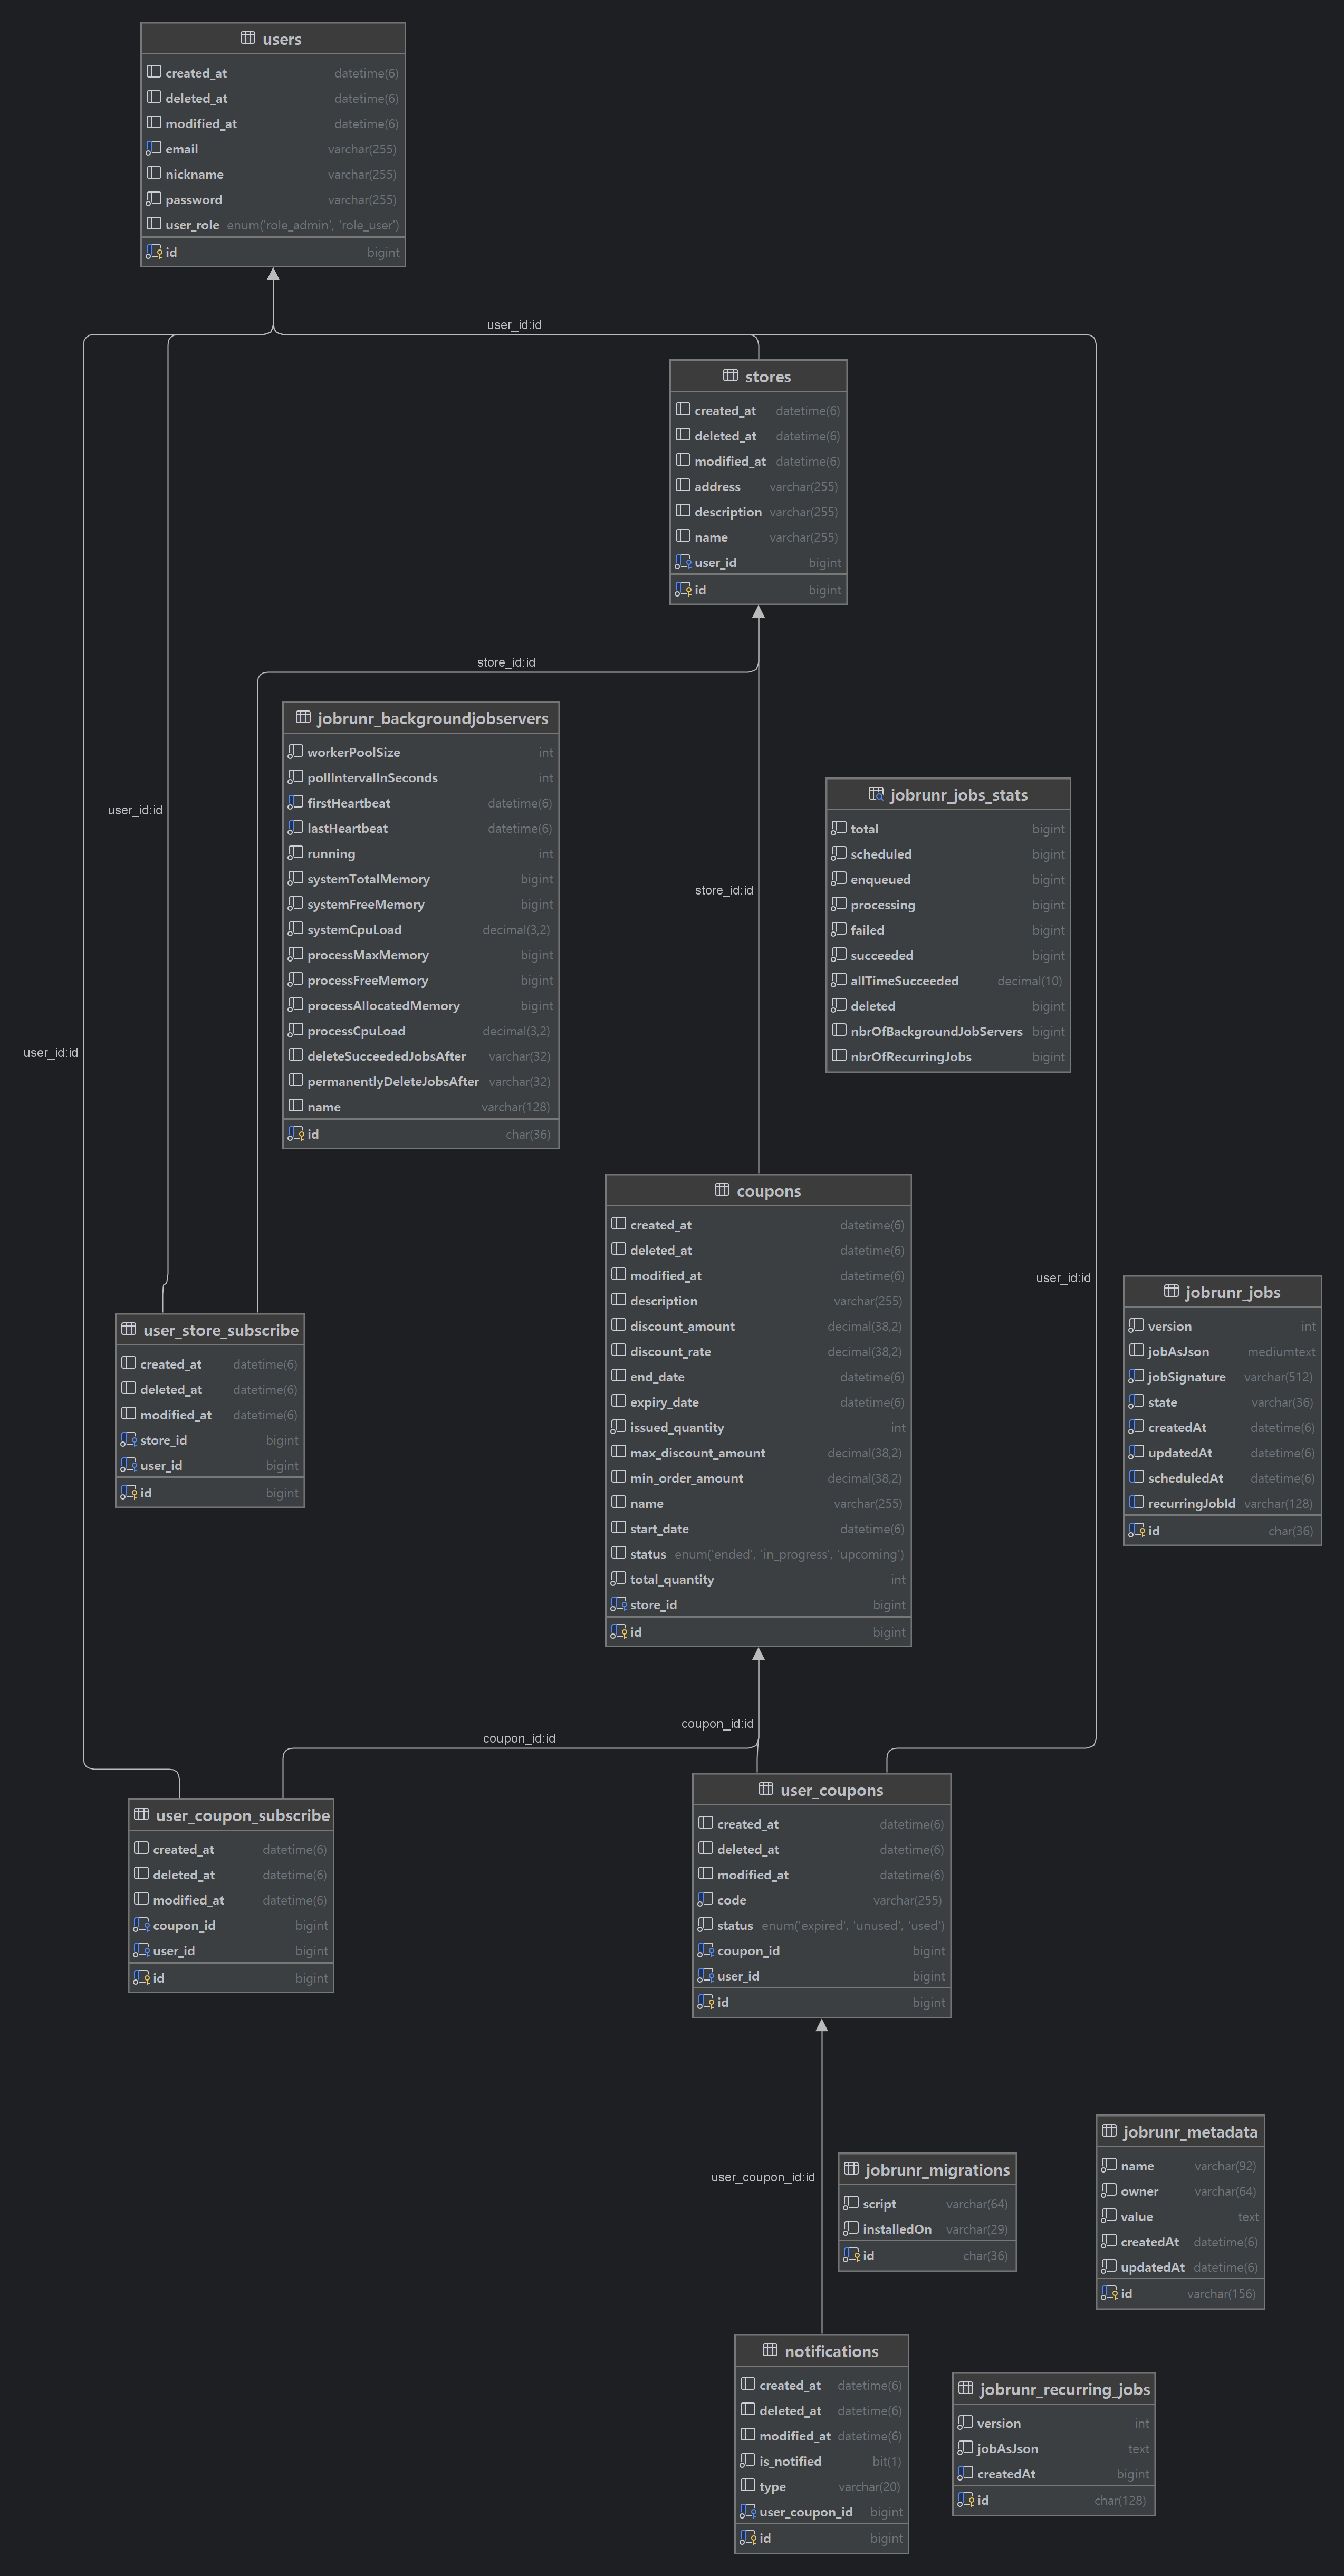 users
created_at datetime(6)
deleted_at datetime(6)
modified_at datetime(6)
email varchar(255)
nickname varchar(255)
password varchar(255)
user_role enum('role_admin', 'role_user')
id bigint
user_id:id
stores
created_at datetime(6)
deleted_at datetime(6)
modified_at datetime(6)
address varchar(255)
description varchar(255)
name varchar(255)
user_id bigint
id bigint
store_id:id
jobrunr_backgroundjobservers
workerPoolSize int
pollIntervalInSeconds int
firstHeartbeat datetime(6)
lastHeartbeat datetime(6)
running int
systemTotalMemory bigint
systemFreeMemory bigint
systemCpuLoad decimal(3,2)
processMaxMemory bigint
processFreeMemory bigint
processAllocatedMemory bigint
processCpuLoad decimal(3,2)
deleteSucceededJobsAfter varchar(32)
permanentlyDeleteJobsAfter varchar(32)
name varchar(128)
id char(36)
jobrunr_jobs_stats
total bigint
scheduled bigint
enqueued bigint
processing bigint
failed bigint
succeeded bigint
allTimeSucceeded decimal(10)
deleted bigint
nbrOfBackgroundJobServers bigint
nbrOfRecurringJobs bigint
user_id:id
store_id:id
user_id:id
coupons
created_at datetime(6)
deleted_at datetime(6)
modified_at datetime(6)
description varchar(255)
discount_amount decimal(38,2)
discount_rate decimal(38,2)
end_date datetime(6)
expiry_date datetime(6)
issued_quantity int
max_discount_amount decimal(38,2)
min_order_amount decimal(38,2)
name varchar(255)
start_date datetime(6)
status enum('ended', 'in_progress', 'upcoming')
total_quantity int
store_id bigint
id bigint
user_id:id
jobrunr_jobs
version int
jobAsJson mediumtext
jobSignature varchar(512)
state varchar(36)
createdAt datetime(6)
updatedAt datetime(6)
scheduledAt datetime(6)
recurringJobId varchar(128)
id char(36)
user_store_subscribe
created_at datetime(6)
deleted_at datetime(6)
modified_at datetime(6)
store_id bigint
user_id bigint
id bigint
coupon_id:id
coupon_id:id
user_coupon_subscribe
created_at datetime(6)
deleted_at datetime(6)
modified_at datetime(6)
coupon_id bigint
user_id bigint
id bigint
user_coupons
created_at datetime(6)
deleted_at datetime(6)
modified_at datetime(6)
code varchar(255)
status enum('expired', 'unused', 'used')
coupon_id bigint
user_id bigint
id bigint
user_coupon_id:id
jobrunr_migrations
script varchar(64)
installedOn varchar(29)
id char(36)
jobrunr_metadata
name varchar(92)
owner varchar(64)
value text
createdAt datetime(6)
updatedAt datetime(6)
id varchar(156)
notifications
created_at datetime(6)
deleted_at datetime(6)
modified_at datetime(6)
is_notified bit(1)
type varchar(20)
user_coupon_id bigint
id bigint
jobrunr_recurring_jobs
version int
jobAsJson text
createdAt bigint
id char(128)